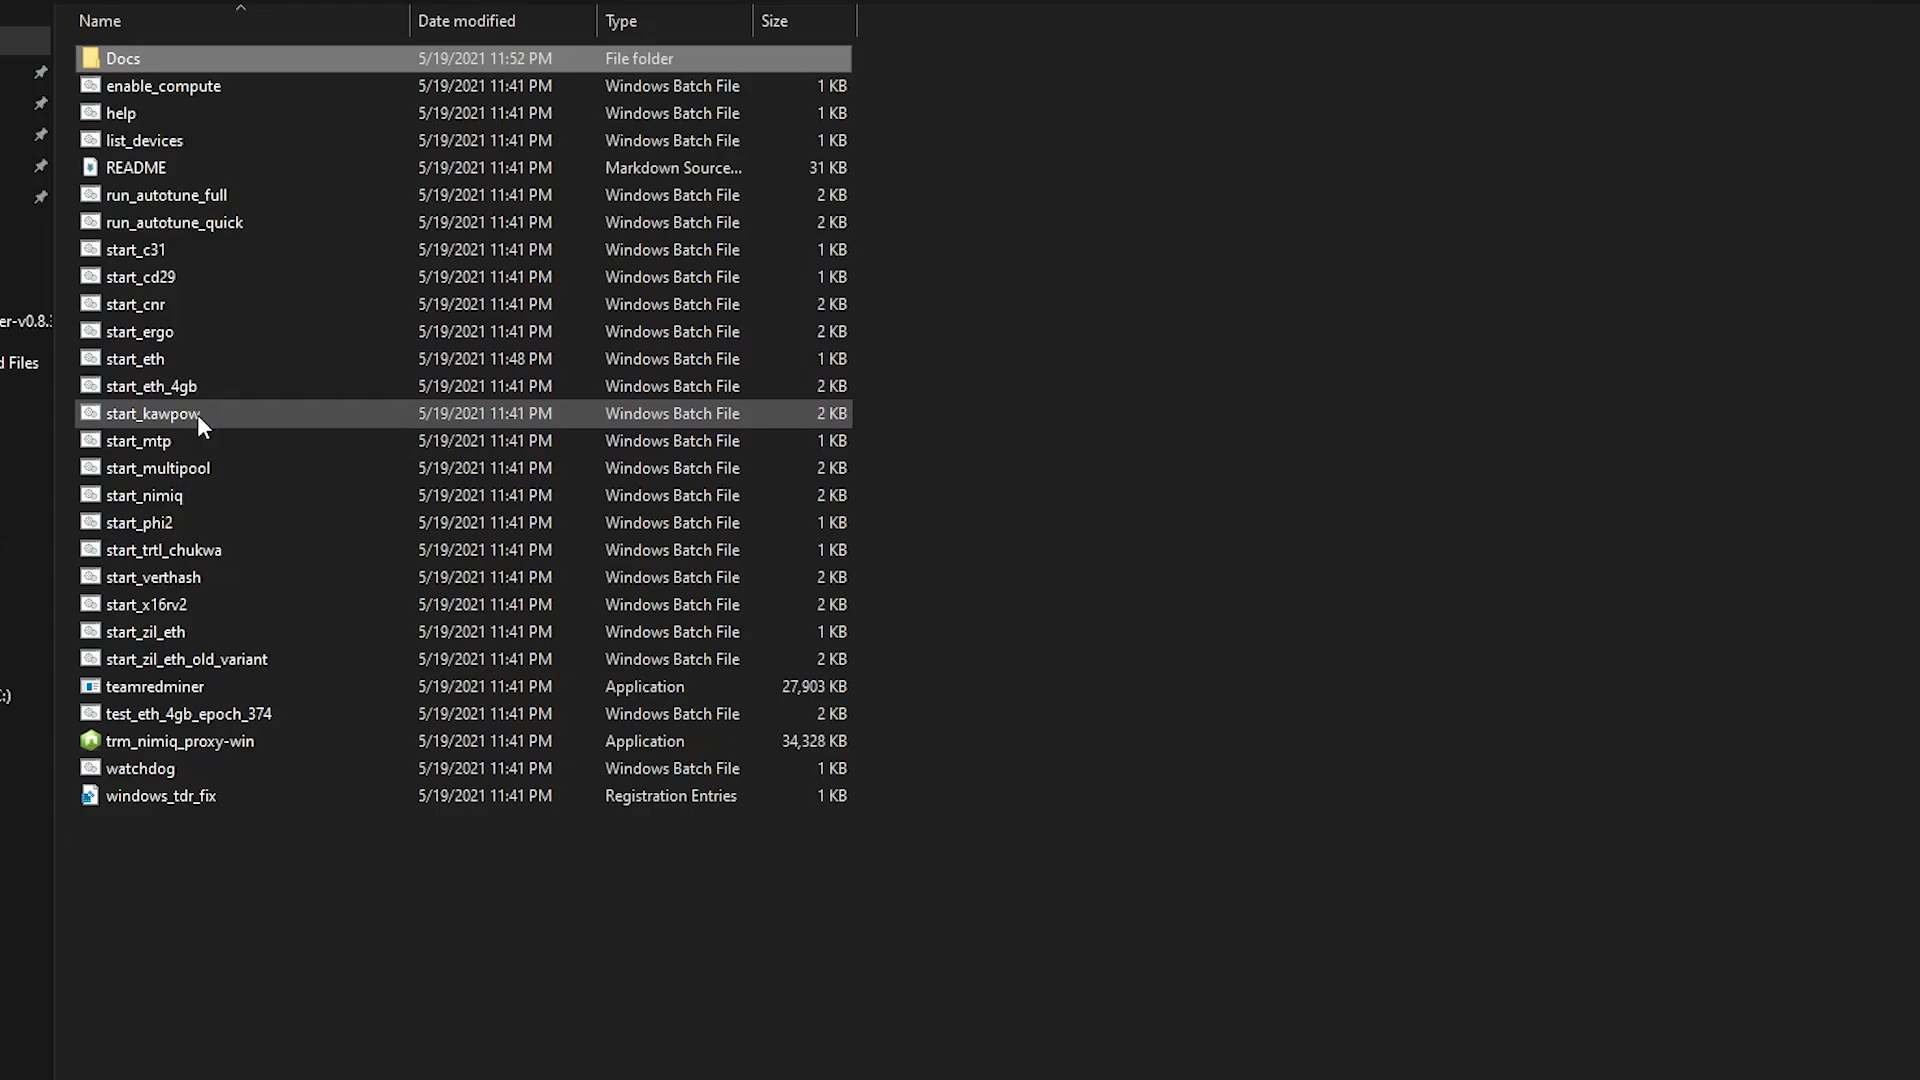 Name Date modified Type Size
Docs 5/19/2021 11:52 PM File folder
enable_compute 5/19/2021 11:41 PM Windows Batch File 1 KB
help 5/19/2021 11:41 PM Windows Batch File 1 KB
list_devices 5/19/2021 11:41 PM Windows Batch File 1 KB
README 5/19/2021 11:41 PM Markdown Source... 31 KB
run_autotune_full 5/19/2021 11:41 PM Windows Batch File 2 KB
run_autotune_quick 5/19/2021 11:41 PM Windows Batch File 2 KB
start_c31 5/19/2021 11:41 PM Windows Batch File 1 KB
start_cd29 5/19/2021 11:41 PM Windows Batch File 1 KB
start_cnr 5/19/2021 11:41 PM Windows Batch File 2 KB
er-v0.8.
start_ergo 5/19/2021 11:41 PM Windows Batch File 2 KB
d Files
start_eth 5/19/2021 11:48 PM Windows Batch File 1 KB
start_eth_4gb 5/19/2021 11:41 PM Windows Batch File 2 KB
start_kawpow 5/19/2021 11:41 PM Windows Batch File 2 KB
start_mtp 5/19/2021 11:41 PM Windows Batch File 1 KB
start_multipool 5/19/2021 11:41 PM Windows Batch File 2 KB
start_nimiq 5/19/2021 11:41 PM Windows Batch File 2 KB
start_phi2 5/19/2021 11:41 PM Windows Batch File 1 KB
start_trtl_chukwa 5/19/2021 11:41 PM Windows Batch File 1 KB
start_verthash 5/19/2021 11:41 PM Windows Batch File 2 KB
start_x16rv2 5/19/2021 11:41 PM Windows Batch File 2 KB
start_zil_eth 5/19/2021 11:41 PM Windows Batch File 1 KB
start_zil_eth_old_variant 5/19/2021 11:41 PM Windows Batch File 2 KB
:)
teamredminer 5/19/2021 11:41 PM Application 27,903 KB
test_eth_4gb_epoch_374 5/19/2021 11:41 PM Windows Batch File 2 KB
trm_nimiq_proxy-win 5/19/2021 11:41 PM Application 34,328 KB
watchdog 5/19/2021 11:41 PM Windows Batch File 1 KB
windows_tdr_fix 5/19/2021 11:41 PM Registration Entries 1 KB